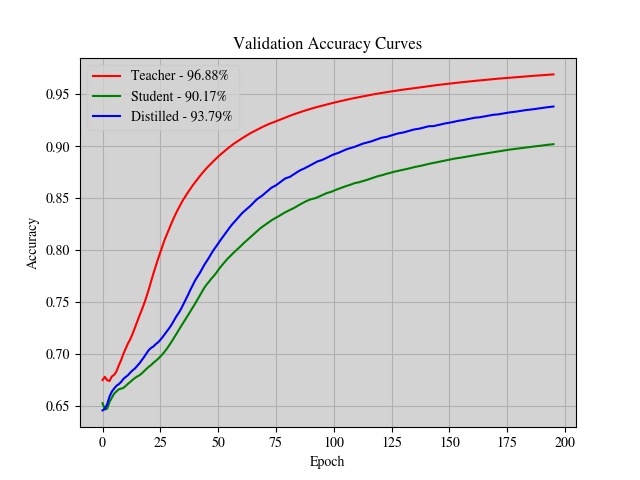 Validation Accuracy Curves
Teacher - 96.88%
Student - 90.17%
Distilled - 93.79%
0.95
0.90
0.85
0.80
0.75
0.70
0.65
Accuracy
0 25 50 75 100 125 150 175 200
Epoch